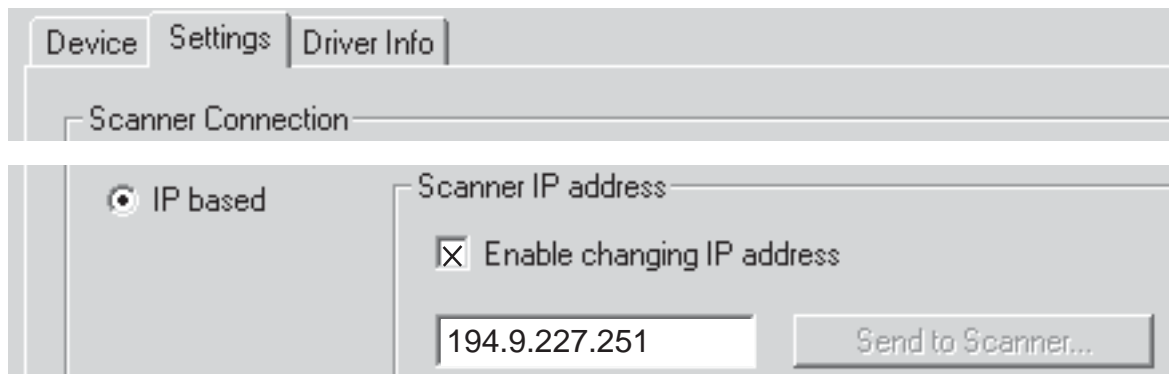 Device Settings Driver Info
Scanner Connection
IP based
Scanner IP address
Enable changing IP address
194.9.227.251
Send to Scanner...